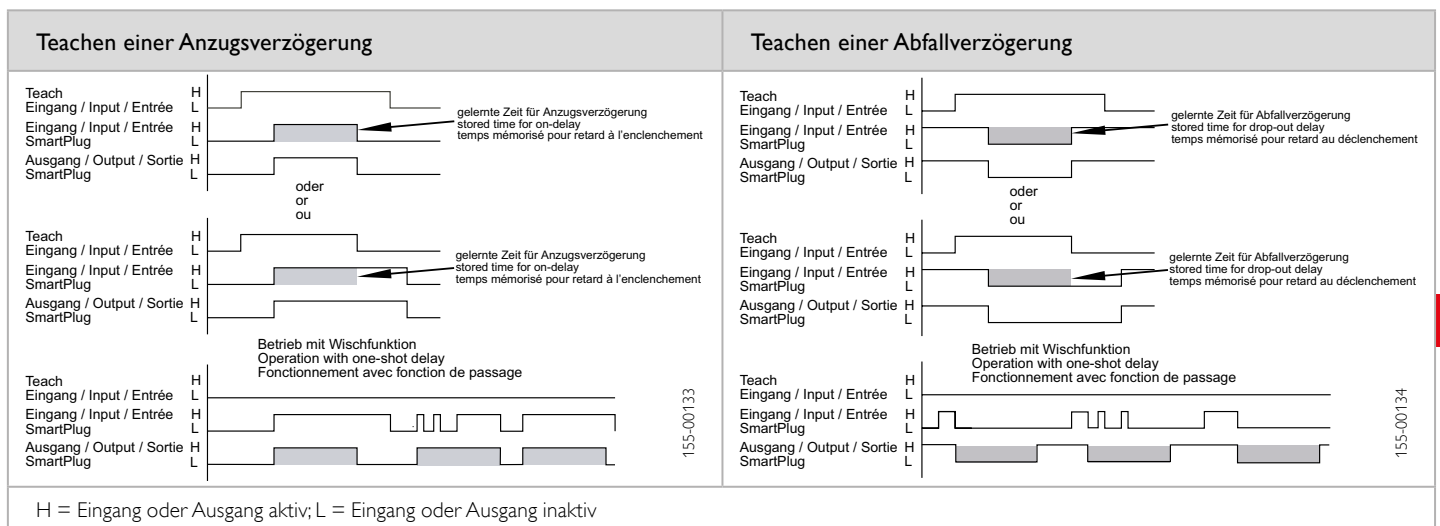 Teachen einer Anzugsverzögerung
Teach H
Eingang / Input / Entrée L
Eingang / Input / Entrée H
SmartPlug L
Ausgang / Output / Sortie H
SmartPlug L
gelernte Zeit für Anzugsverzögerung
stored time for on-delay
temps mémorisé pour retard à l'enclenchement
oder
or
ou
Teach H
Eingang / Input / Entrée L
Eingang / Input / Entrée H
SmartPlug L
Ausgang / Output / Sortie H
SmartPlug L
gelernte Zeit für Anzugsverzögerung
stored time for on-delay
temps mémorisé pour retard à l'enclenchement
Betrieb mit Wischfunktion
Operation with one-shot delay
Fonctionnement avec fonction de passage
Teach H
Eingang / Input / Entrée L
Eingang / Input / Entrée H
SmartPlug L
Ausgang / Output / Sortie H
SmartPlug L
155-00133
Teachen einer Abfallverzögerung
Teach H
Eingang / Input / Entrée L
Eingang / Input / Entrée H
SmartPlug L
Ausgang / Output / Sortie H
SmartPlug L
gelernte Zeit für Abfallverzögerung
stored time for drop-out delay
temps mémorisé pour retard au déclenchement
oder
or
ou
Teach H
Eingang / Input / Entrée L
Eingang / Input / Entrée H
SmartPlug L
Ausgang / Output / Sortie H
SmartPlug L
gelernte Zeit für Abfallverzögerung
stored time for drop-out delay
temps mémorisé pour retard au déclenchement
Betrieb mit Wischfunktion
Operation with one-shot delay
Fonctionnement avec fonction de passage
Teach H
Eingang / Input / Entrée L
Eingang / Input / Entrée H
SmartPlug L
Ausgang / Output / Sortie H
SmartPlug L
155-00134
H = Eingang oder Ausgang aktiv; L = Eingang oder Ausgang inaktiv